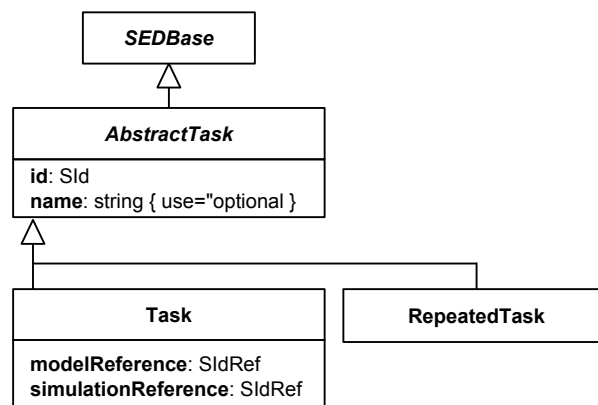 SEDBase
AbstractTask
id: SId
name: string { use="optional }
Task
RepeatedTask
modelReference: SIdRef
simulationReference: SIdRef